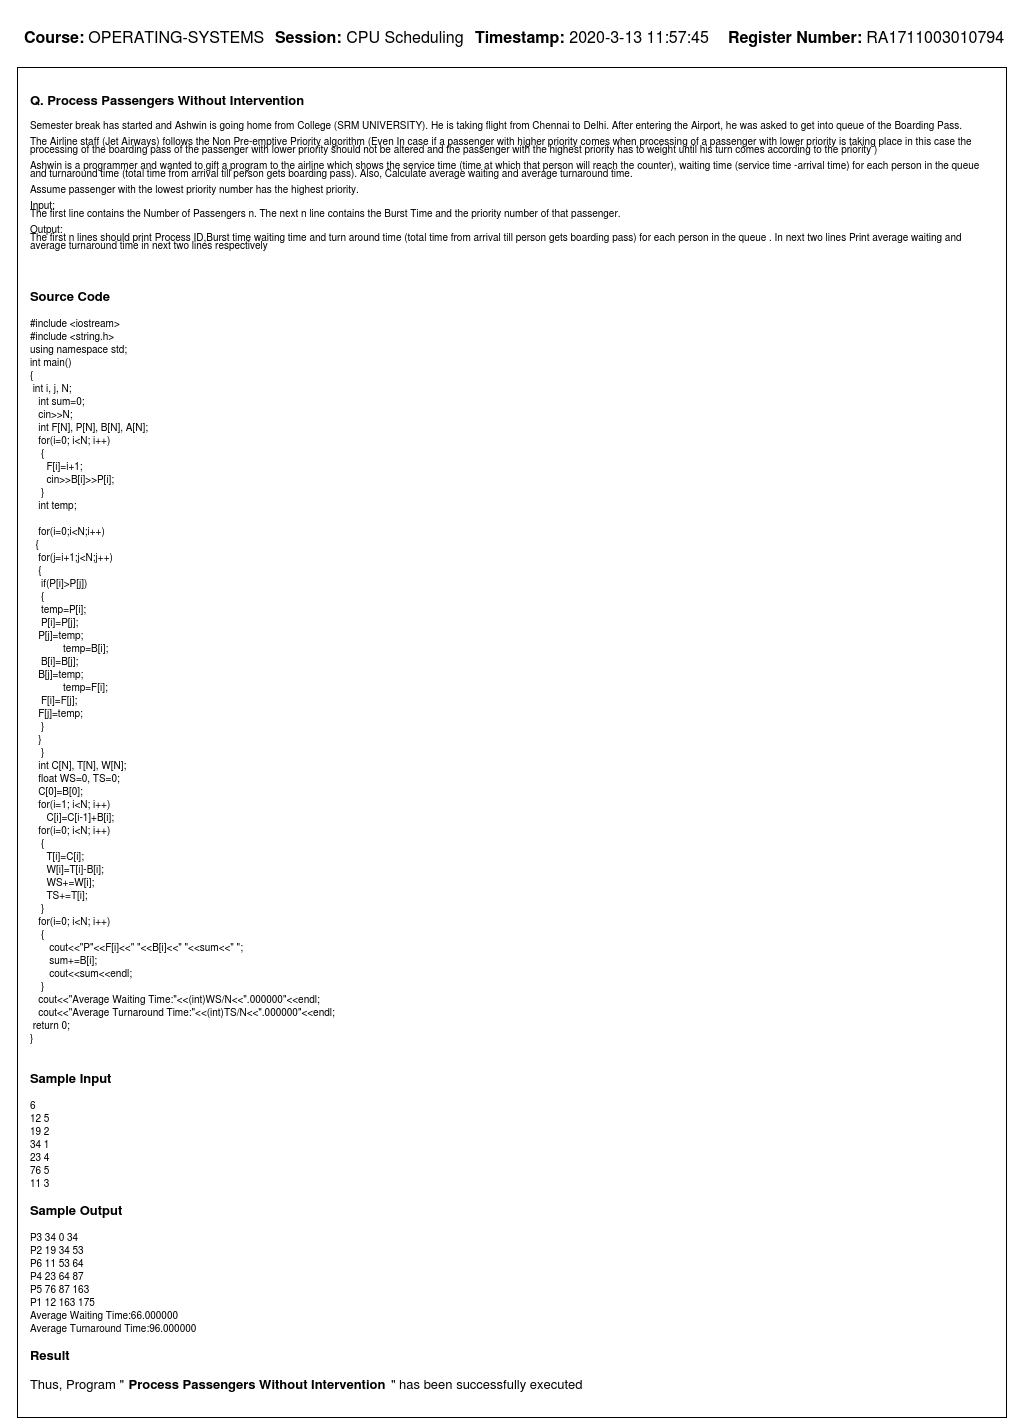 Course: OPERATING-SYSTEMS Session: CPU Scheduling Timestamp: 2020-3-13 11:57:45 Register Number: RA1711003010794
Q. Process Passengers Without Intervention
Semester break has started and Ashwin is going home from College (SRM UNIVERSITY). He is taking flight from Chennai to Delhi. After entering the Airport, he was asked to get into queue of the Boarding Pass.
The Airline staff (Jet Airways) follows the Non Pre-emptive Priority algorithm (Even In case if a passenger with higher priority comes when processing of a passenger with lower priority is taking place in this case the
processing of the boarding pass of the passenger with lower priority should not be altered and the passenger with the highest priority has to weight until his turn comes according to the priority )
Ashwin is a programmer and wanted to gift a program to the airline which shows the service time (time at which that person will reach the counter), waiting time (service time -arrival time) for each person in the queue
and turnaround time (total time from arrival till person gets boarding pass). Also, Calculate average waiting and average turnaround time.
Assume passenger with the lowest priority number has the highest priority.
Input:
The first line contains the Number of Passengers n. The next n line contains the Burst Time and the priority number of that passenger.
Output:
The first n lines should print Process ID,Burst time waiting time and turn around time (total time from arrival till person gets boarding pass) for each person in the queue . In next two lines Print average waiting and
average turnaround time in next two lines respectively
Source Code
#include <iostream>
#include <string.h>
using namespace std;
int main()
{
int i, j, N;
int sum=0;
cin>>N;
int F[N], P[N], B[N], A[N];
for(i=0; i<N; i++)
{
F[i]=i+1;
cin>>B[i]>>P[i];
}
int temp;
for(i=0;i<N;i++)
{
for(j=i+1;j<N;j++)
{
if(P[i]>P[j])
{
temp=P[i];
P[i]=P[j];
P[j]=temp;
temp=B[i];
B[i]=B[j];
B[j]=temp;
temp=F[i];
F[i]=F[j];
F[j]=temp;
}
}
}
int C[N], T[N], W[N];
float WS=0, TS=0;
C[0]=B[0];
for(i=1; i<N; i++)
C[i]=C[i-1]+B[i];
for(i=0; i<N; i++)
{
T[i]=C[i];
W[i]=T[i]-B[i];
WS+=W[i];
TS+=T[i];
}
for(i=0; i<N; i++)
{
cout<<"P"<<F[i]<<" "<<B[i]<<" "<<sum<<" ";
sum+=B[i];
cout<<sum<<endl;
}
cout<<"Average Waiting Time:"<<(int)WS/N<<".000000"<<endl;
cout<<"Average Turnaround Time:"<<(int)TS/N<<".000000"<<endl;
return 0;
}
Sample Input
6
12 5
19 2
34 1
23 4
76 5
11 3
Sample Output
P3 34 0 34
P2 19 34 53
P6 11 53 64
P4 23 64 87
P5 76 87 163
P1 12 163 175
Average Waiting Time:66.000000
Average Turnaround Time:96.000000
Result
Thus, Program " Process Passengers Without Intervention " has been successfully executed